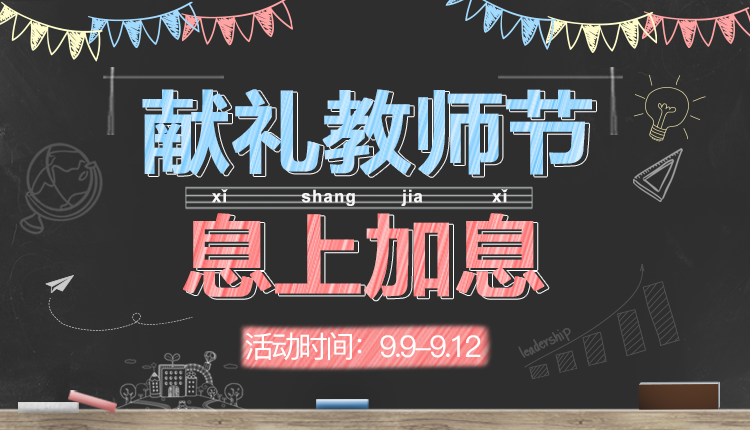 献礼教师节
xǐ shang jia xǐ
息上加息
活动时间：9.9-9.12
leadership